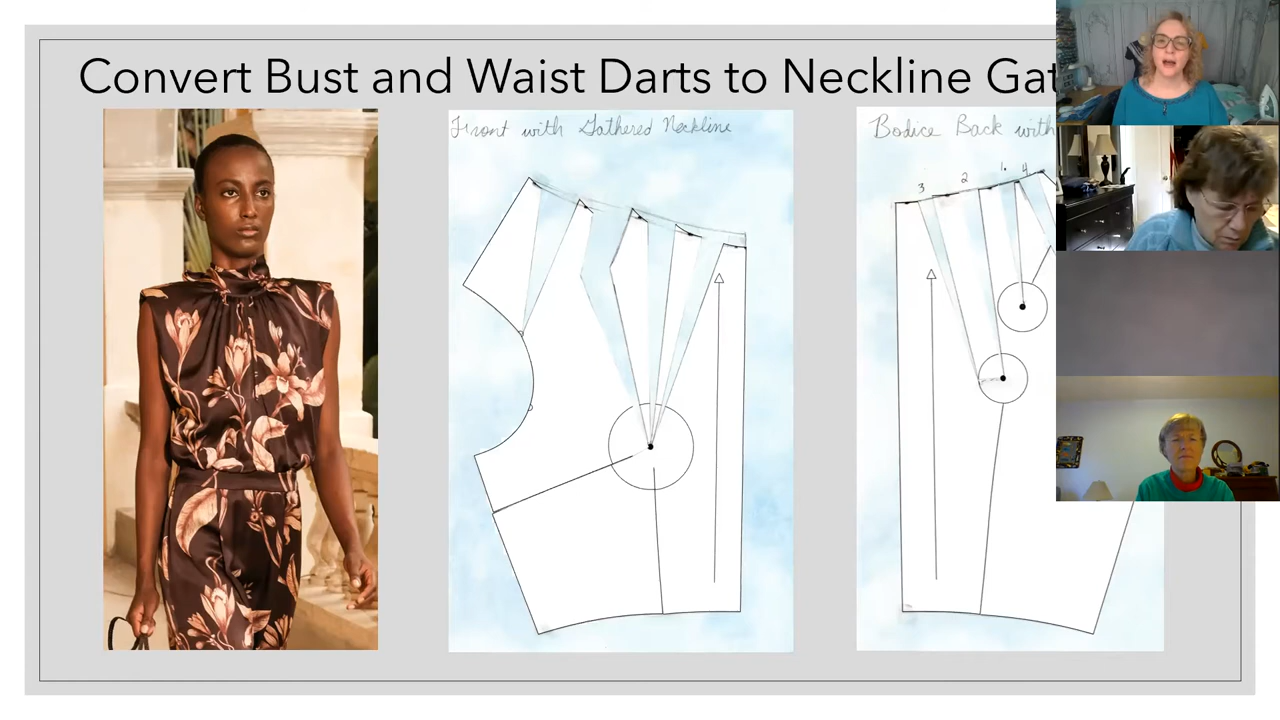 Convert Bust and Waist Darts to Neckline Gat
Front with Gathered Neckline
Bodice Back with
3 2 1. 4